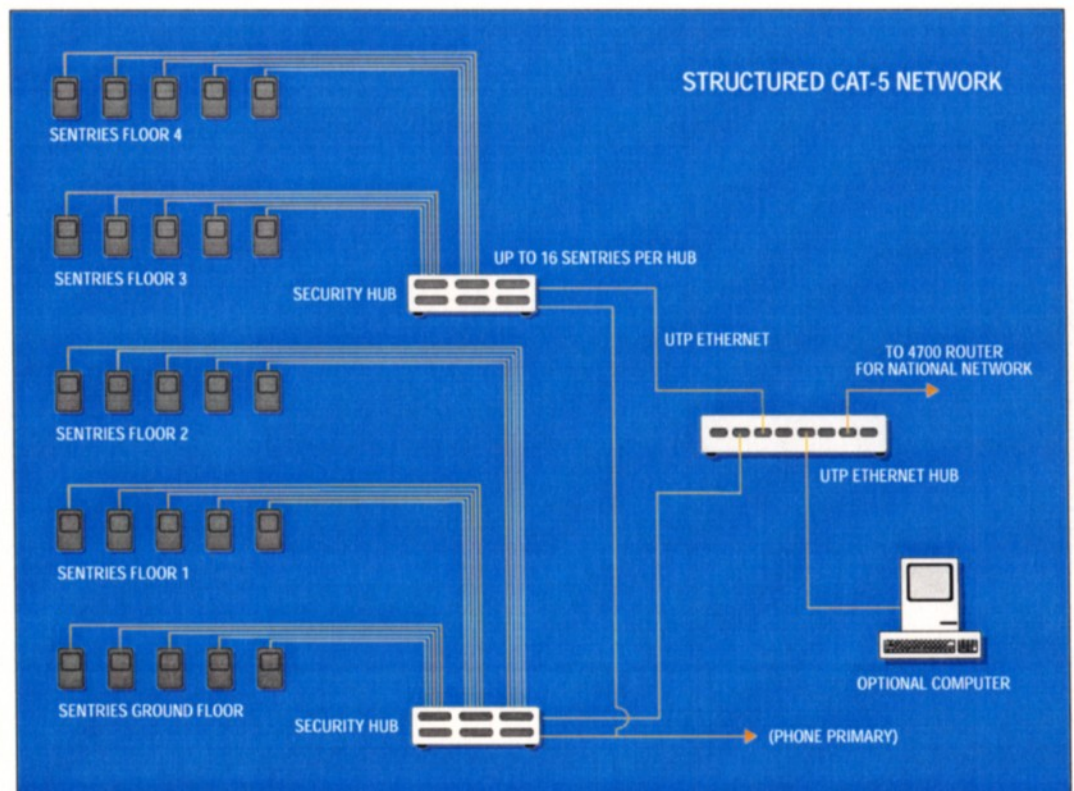 STRUCTURED CAT-5 NETWORK
SENTRIES FLOOR 4
UP TO 16 SENTRIES PER HUB
SENTRIES FLOOR 3
SECURITY HUB
UTP ETHERNET
TO 4700 ROUTER
FOR NATIONAL NETWORK
SENTRIES FLOOR 2
UTP ETHERNET HUB
SENTRIES FLOOR 1
OPTIONAL COMPUTER
SENTRIES GROUND FLOOR
SECURITY HUB
(PHONE PRIMARY)